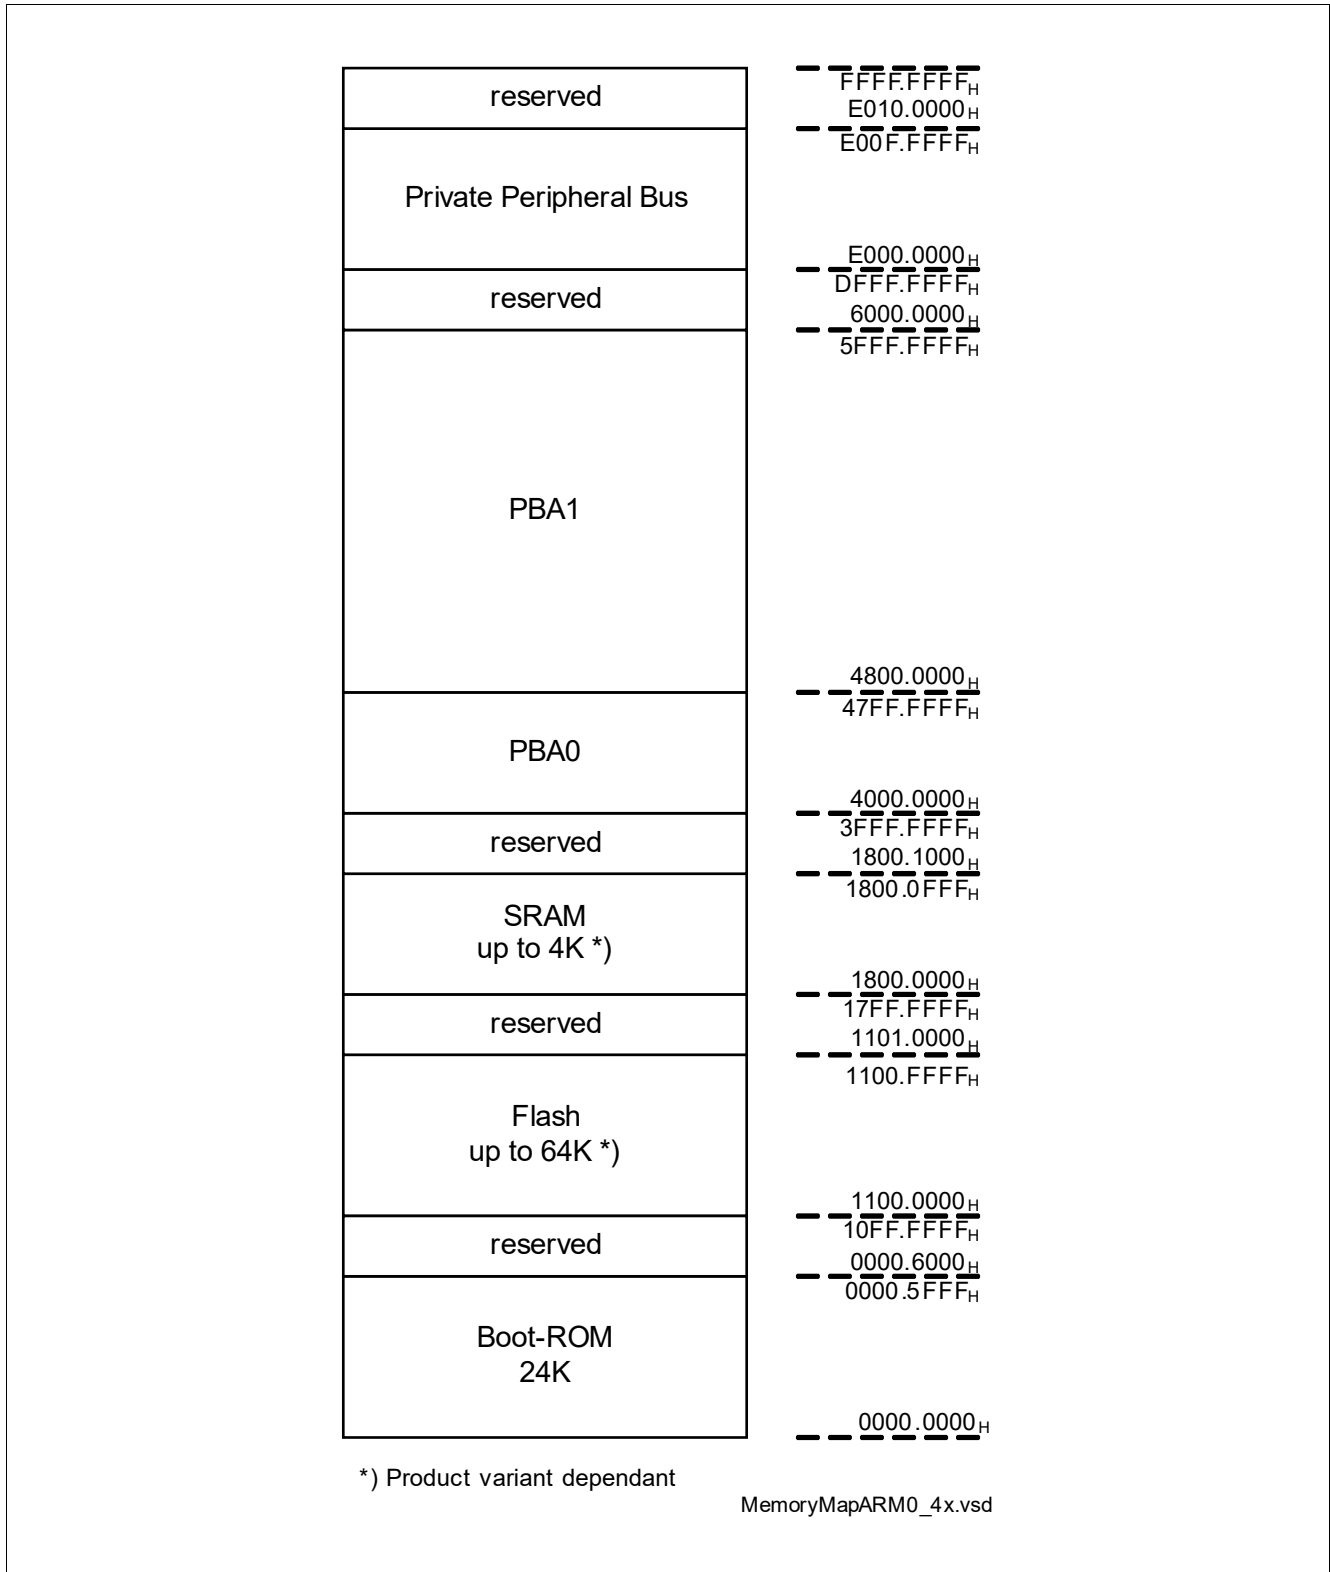 reserved
FFFF.FFFFH
E010.0000H
E00F.FFFFH
Private Peripheral Bus
E000.0000H
DFFF.FFFFH
reserved
6000.0000H
5FFF.FFFFH
PBA1
4800.0000H
47FF.FFFFH
PBA0
4000.0000H
3FFF.FFFFH
reserved
1800.1000H
1800.0FFFH
SRAM
up to 4K *)
1800.0000H
17FF.FFFFH
reserved
1101.0000H
1100.FFFFH
Flash
up to 64K *)
1100.0000H
10FF.FFFFH
reserved
0000.6000H
0000.5FFFH
Boot-ROM
24K
0000.0000H
*) Product variant dependant
MemoryMapARM0_4x.vsd